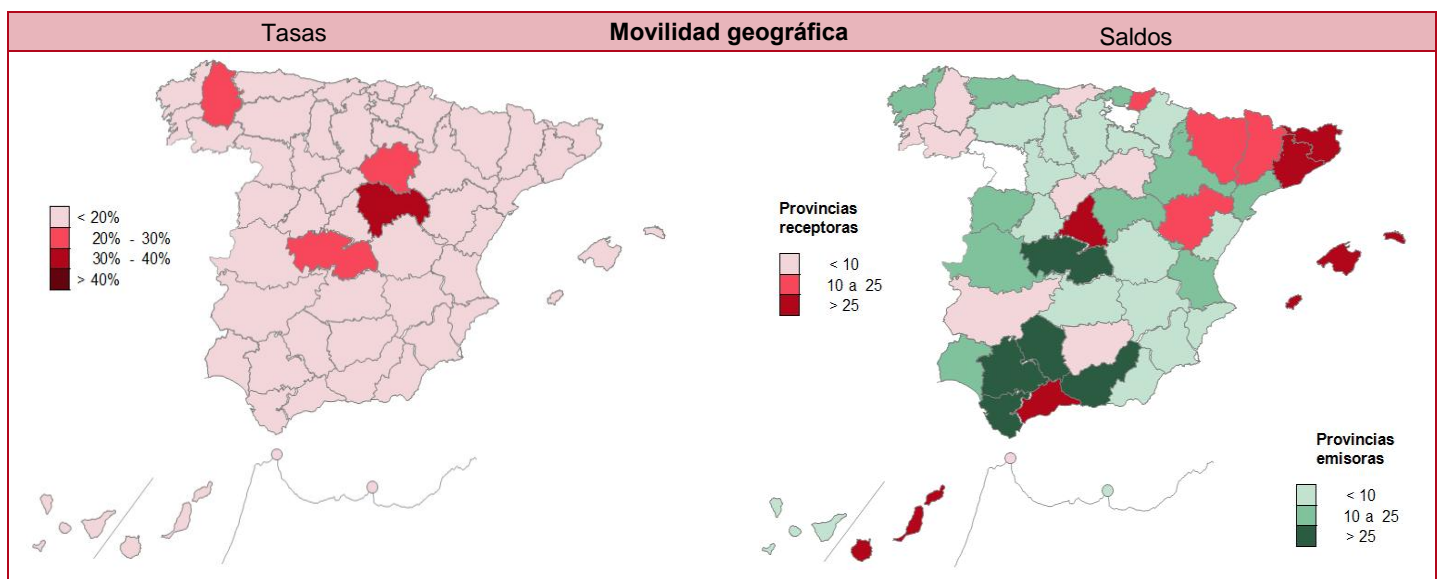 Tasas
Movilidad geográfica
Saldos
< 20%
20% - 30%
30% - 40%
> 40%
Provincias
receptoras
< 10
10 a 25
> 25
Provincias
emisoras
< 10
10 a 25
> 25